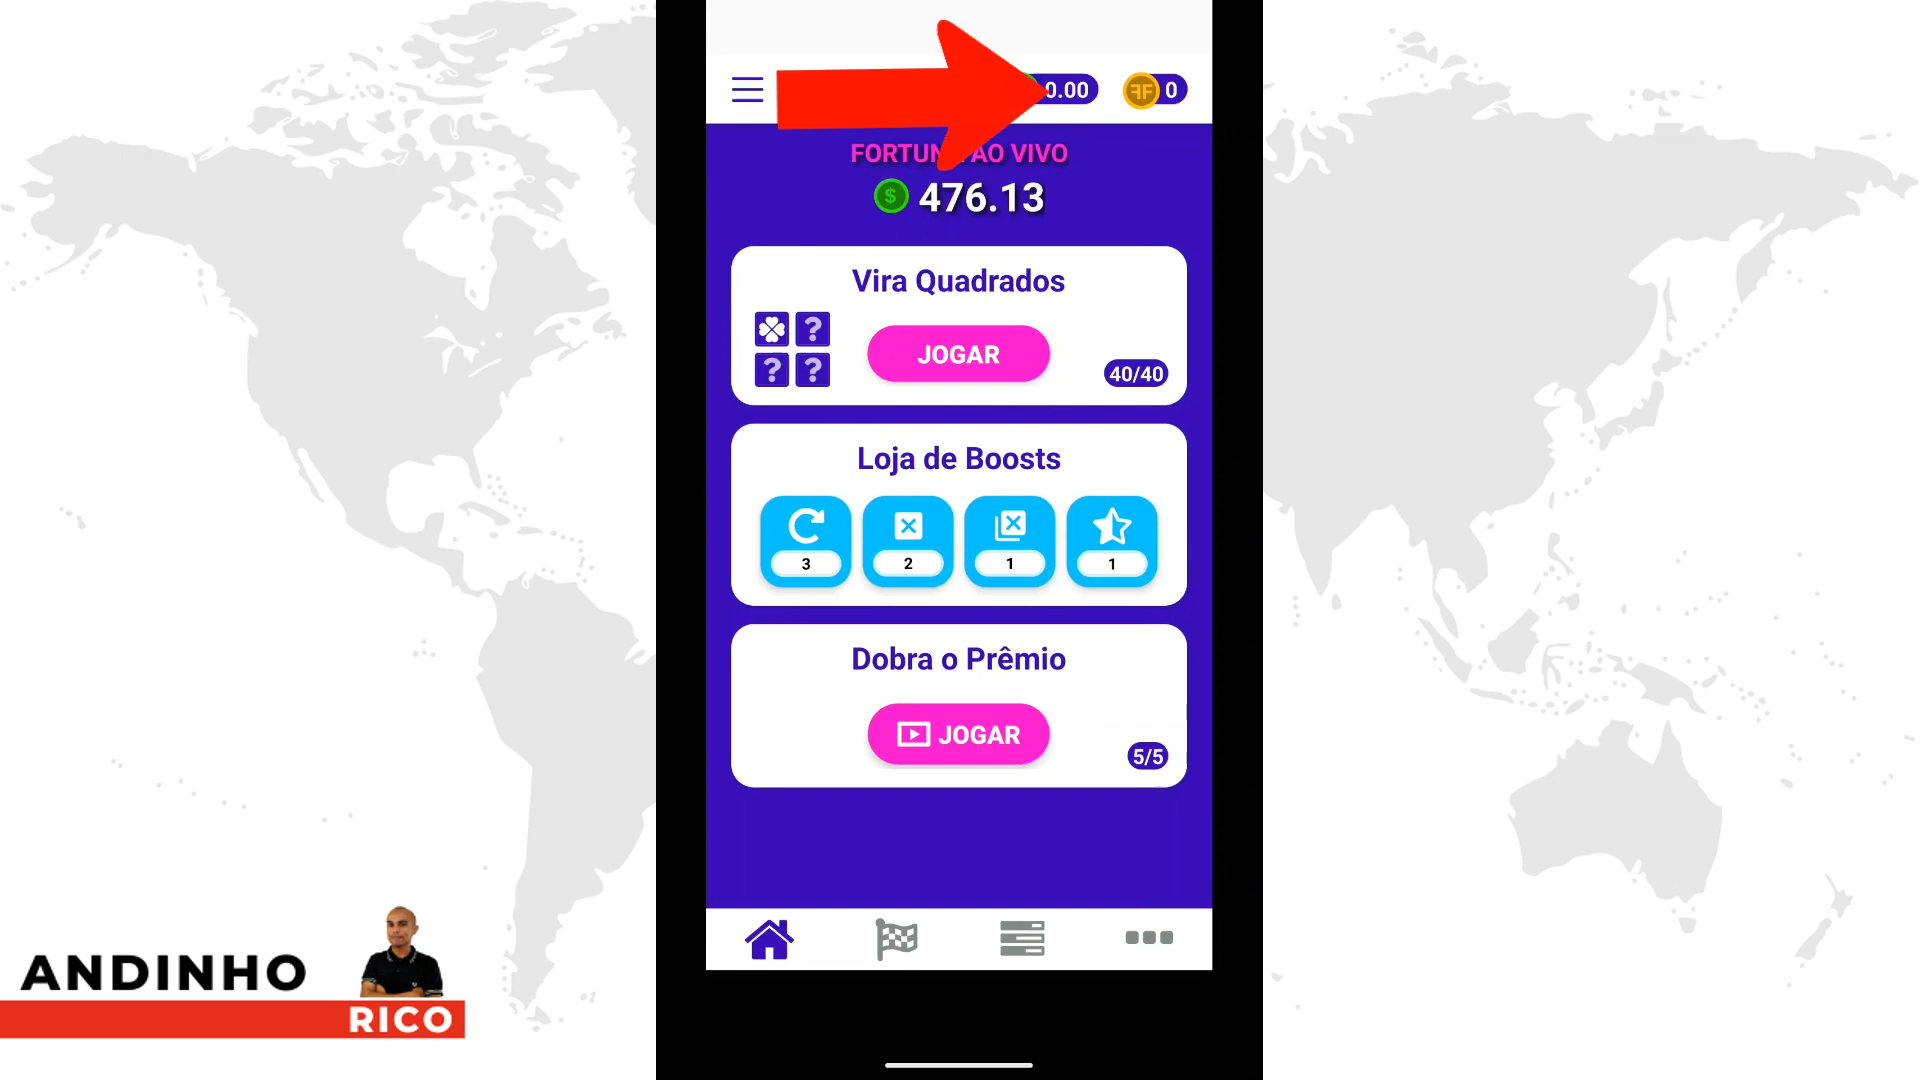 0.00
0
AO VIVO
$ 476.13
Vira Quadrados
? ? ?
JOGAR
40/40
Loja de Boosts
3
2
1
1
Dobra o Prêmio
JOGAR
5/5
ANDINHO
RICO